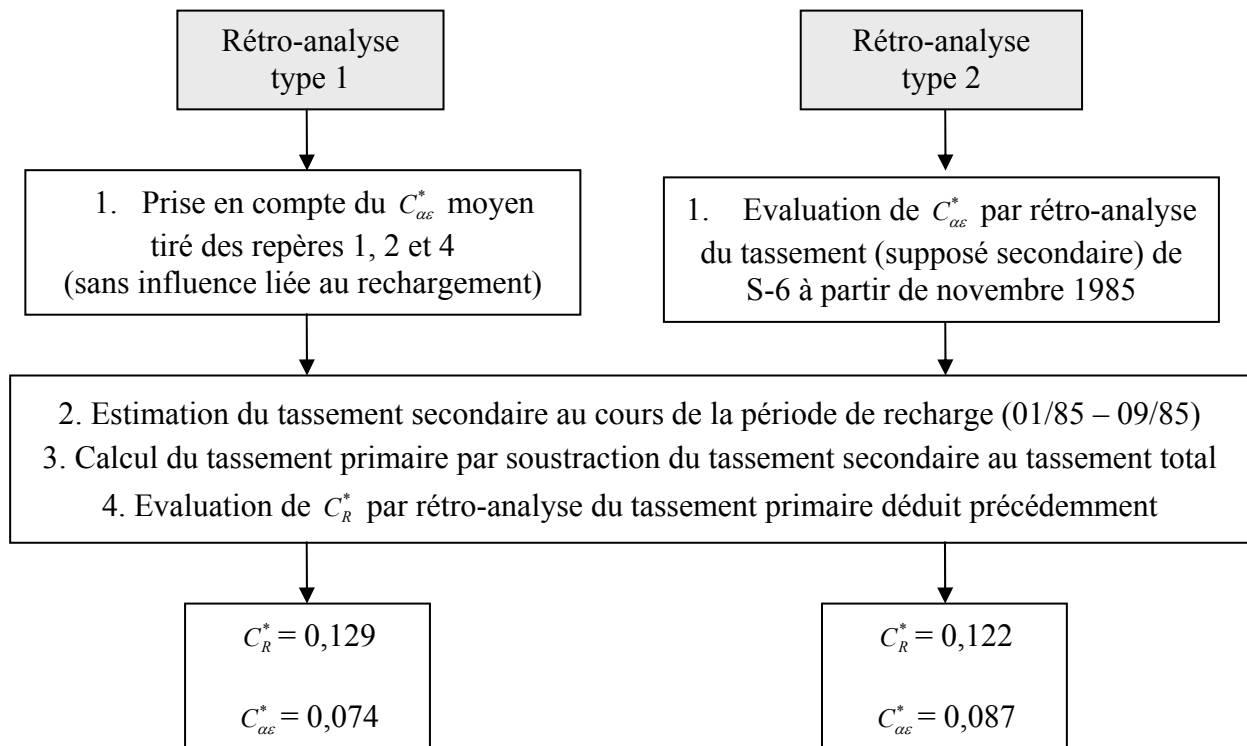 Rétro-analyse
type 1
Rétro-analyse
type 2
1. Prise en compte du C*αε moyen
tiré des repères 1, 2 et 4
(sans influence liée au rechargement)
1. Evaluation de C*αε par rétro-analyse
du tassement (supposé secondaire) de
S-6 à partir de novembre 1985
2. Estimation du tassement secondaire au cours de la période de recharge (01/85 – 09/85)
3. Calcul du tassement primaire par soustraction du tassement secondaire au tassement total
4. Evaluation de C*R par rétro-analyse du tassement primaire déduit précédemment
C*R = 0,129
C*αε = 0,074
C*R = 0,122
C*αε = 0,087